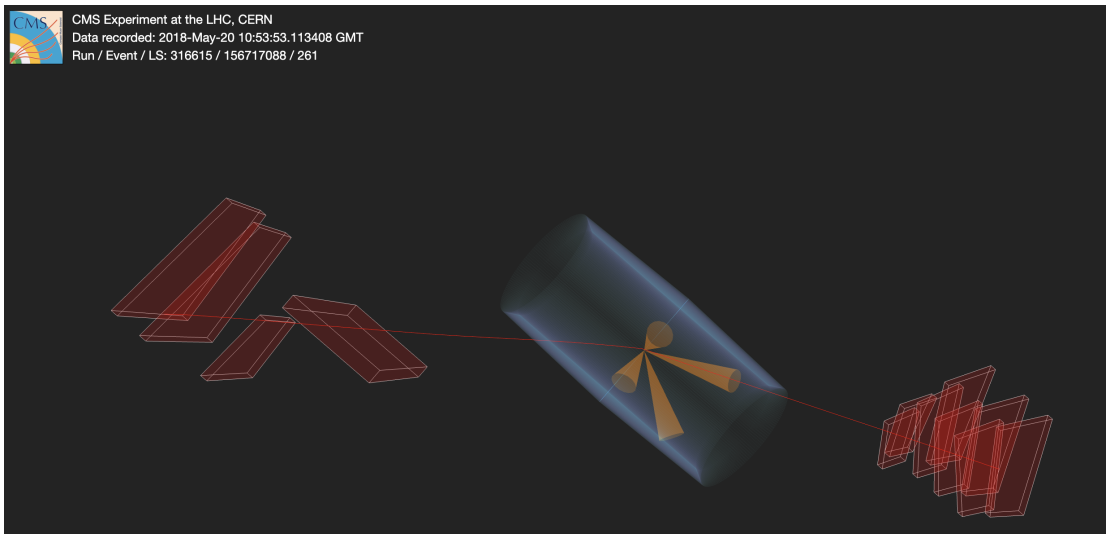 CMS
CMS Experiment at the LHC, CERN
Data recorded: 2018-May-20 10:53:53.113408 GMT
Run / Event / LS: 316615 / 156717088 / 261